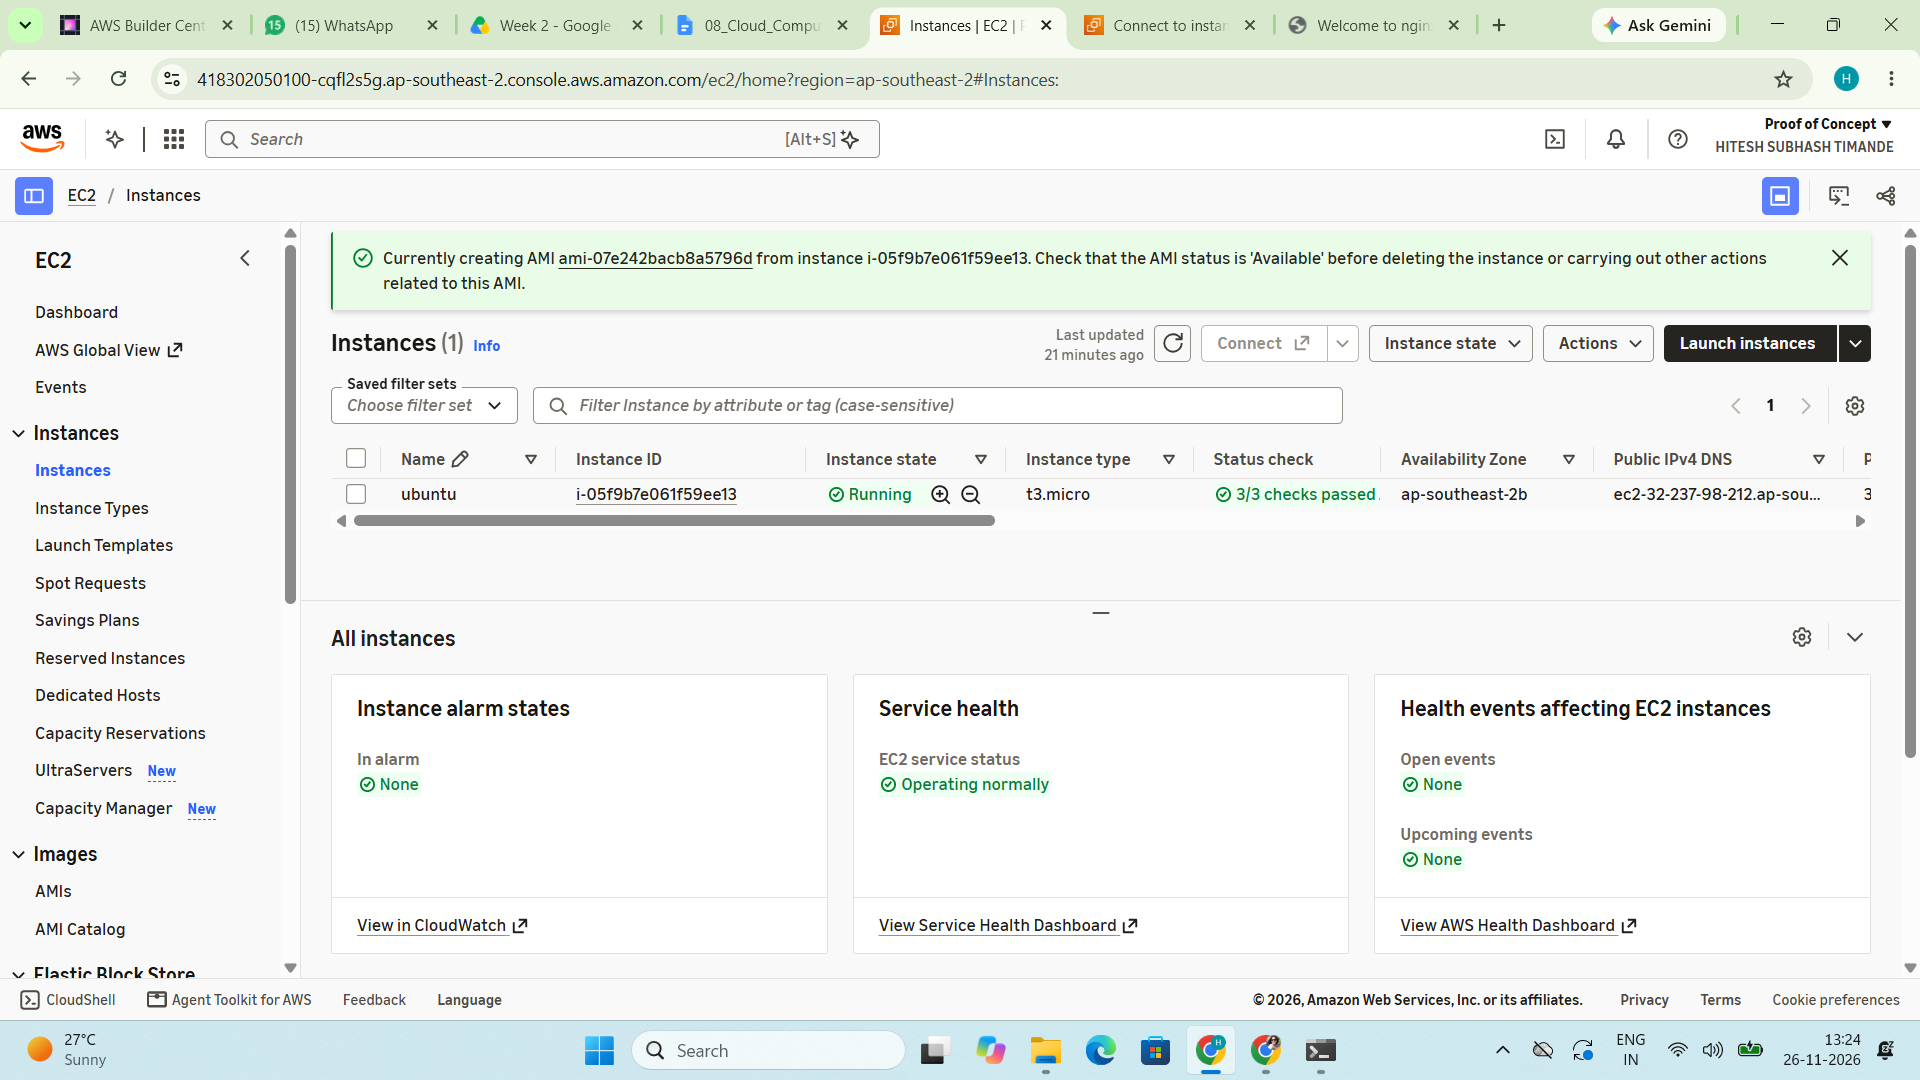 AWS Builder Cent
(15) WhatsApp
Week 2 - Google
08_Cloud_Compu
Instances | EC2 |
Connect to instan
Welcome to ngin
Ask Gemini
418302050100-cqfl2s5g.ap-southeast-2.console.aws.amazon.com/ec2/home?region=ap-southeast-2#Instances:
H
aws
Search
[Alt+S]
Proof of Concept
HITESH SUBHASH TIMANDE
EC2 / Instances
EC2
Dashboard
AWS Global View
Events
Instances
Instances
Instance Types
Launch Templates
Spot Requests
Savings Plans
Reserved Instances
Dedicated Hosts
Capacity Reservations
UltraServers New
Capacity Manager New
Images
AMIs
AMI Catalog
Elastic Block Store
Currently creating AMI ami-07e242bacb8a5796d from instance i-05f9b7e061f59ee13. Check that the AMI status is 'Available' before deleting the instance or carrying out other actions
related to this AMI.
Instances (1) Info
Last updated
21 minutes ago
Connect
Instance state
Actions
Launch instances
Saved filter sets
Choose filter set
Filter Instance by attribute or tag (case-sensitive)
1
Name
Instance ID
Instance state
Instance type
Status check
Availability Zone
Public IPv4 DNS
P
ubuntu
i-05f9b7e061f59ee13
Running
t3.micro
3/3 checks passed
ap-southeast-2b
ec2-32-237-98-212.ap-sou...
3
All instances
Instance alarm states
In alarm
None
View in CloudWatch
Service health
EC2 service status
Operating normally
View Service Health Dashboard
Health events affecting EC2 instances
Open events
None
Upcoming events
None
View AWS Health Dashboard
CloudShell
Agent Toolkit for AWS
Feedback
Language
© 2026, Amazon Web Services, Inc. or its affiliates.
Privacy
Terms
Cookie preferences
27°C
Sunny
Search
ENG
IN
13:24
26-11-2026